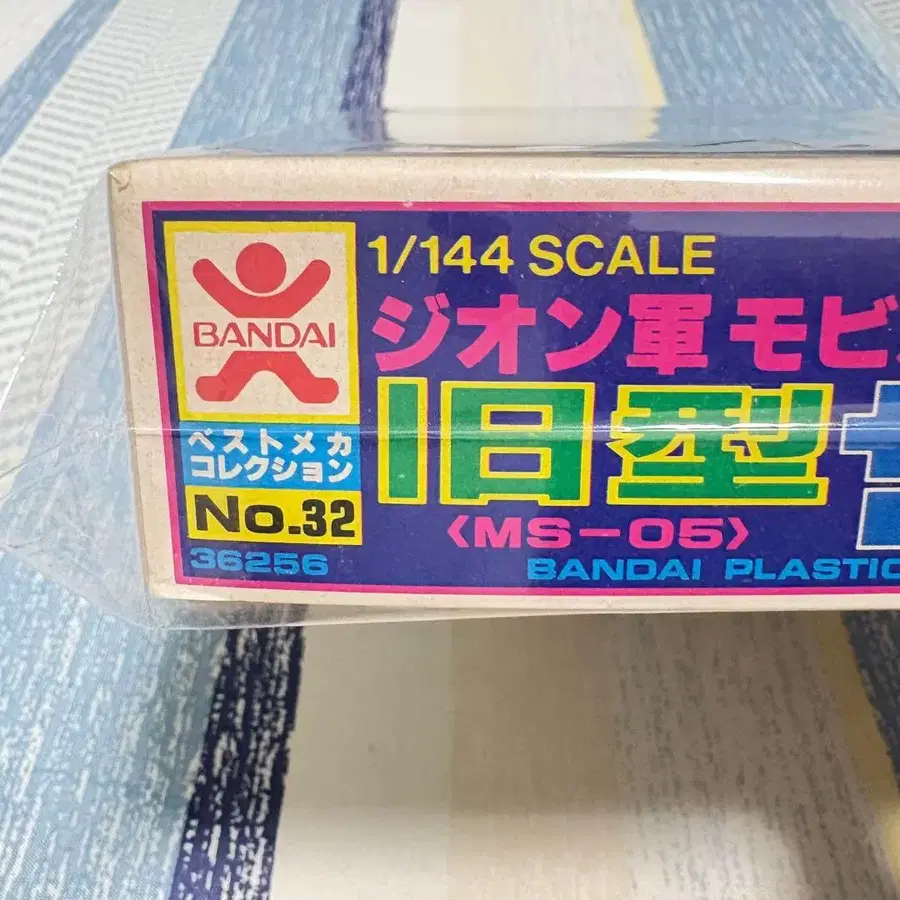 BANDAI
ベストメカ
コレクション
No.32
36256
1/144 SCALE
ジオン軍 モビ
旧型
〈MS-05〉
BANDAI PLASTIC